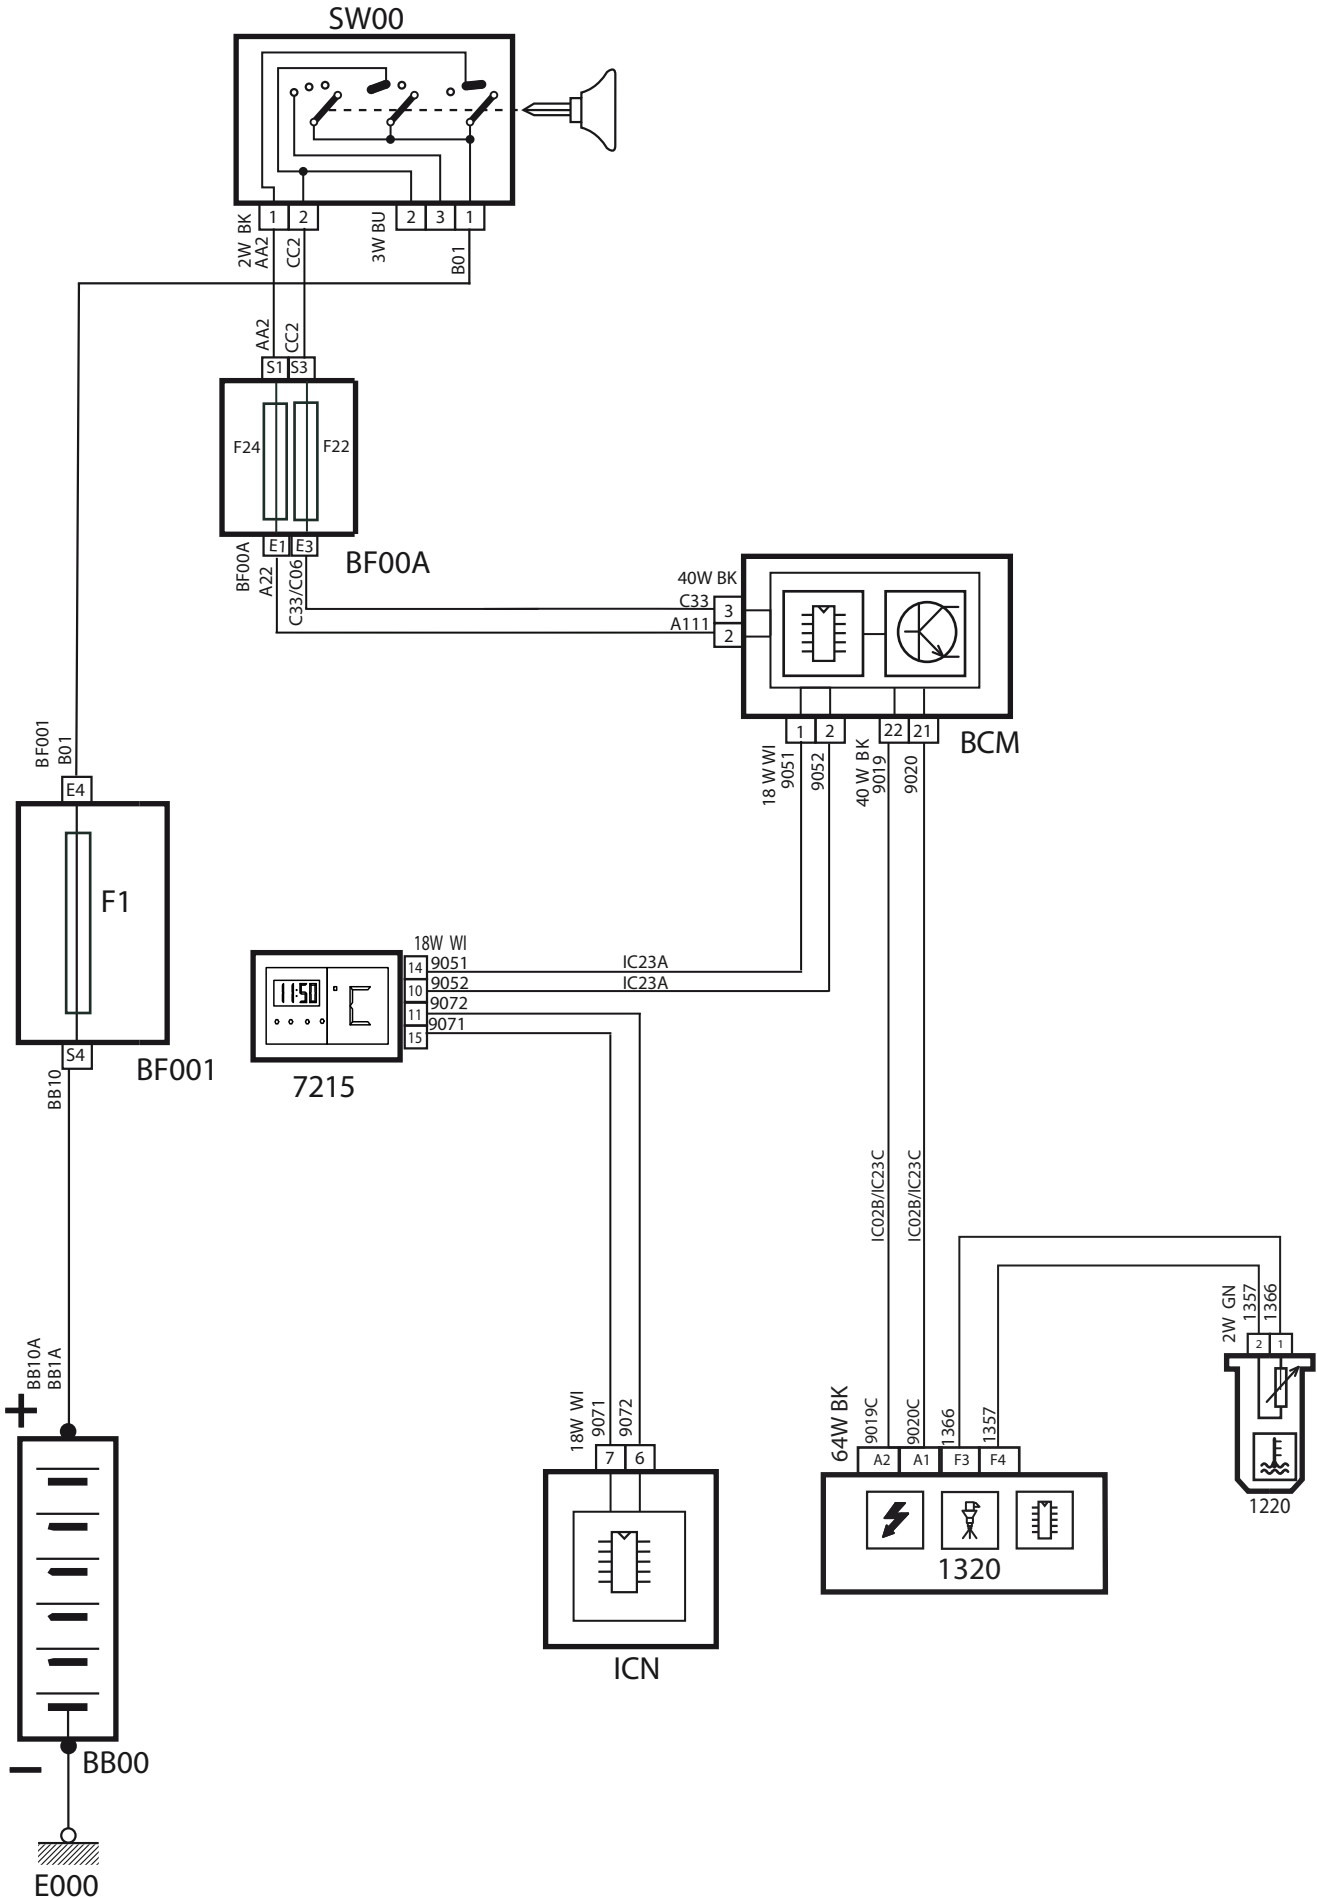 SW00
1
2
2
3
1
2W BK
AA2
CC2
3W BU
B01
AA2
CC2
S1
S3
F24
F22
E1
E3
BF00A
BF00A
A22
C33/C06
40W BK
C33
3
A111
2
1
2
22
21
BCM
18 W WI
9051
9052
40 W BK
9019
9020
BF001
B01
E4
F1
S4
BF001
BB10
18W WI
14
9051
IC23A
10
9052
IC23A
11
9072
15
9071
11:50
7215
IC02B/IC23C
IC02B/IC23C
BB10A
BB1A
+
BB00
−
E000
18W WI
9071
9072
7
6
ICN
64W BK
9019C
9020C
1366
1357
A2
A1
F3
F4
1320
2W GN
1357
1366
2
1
1220